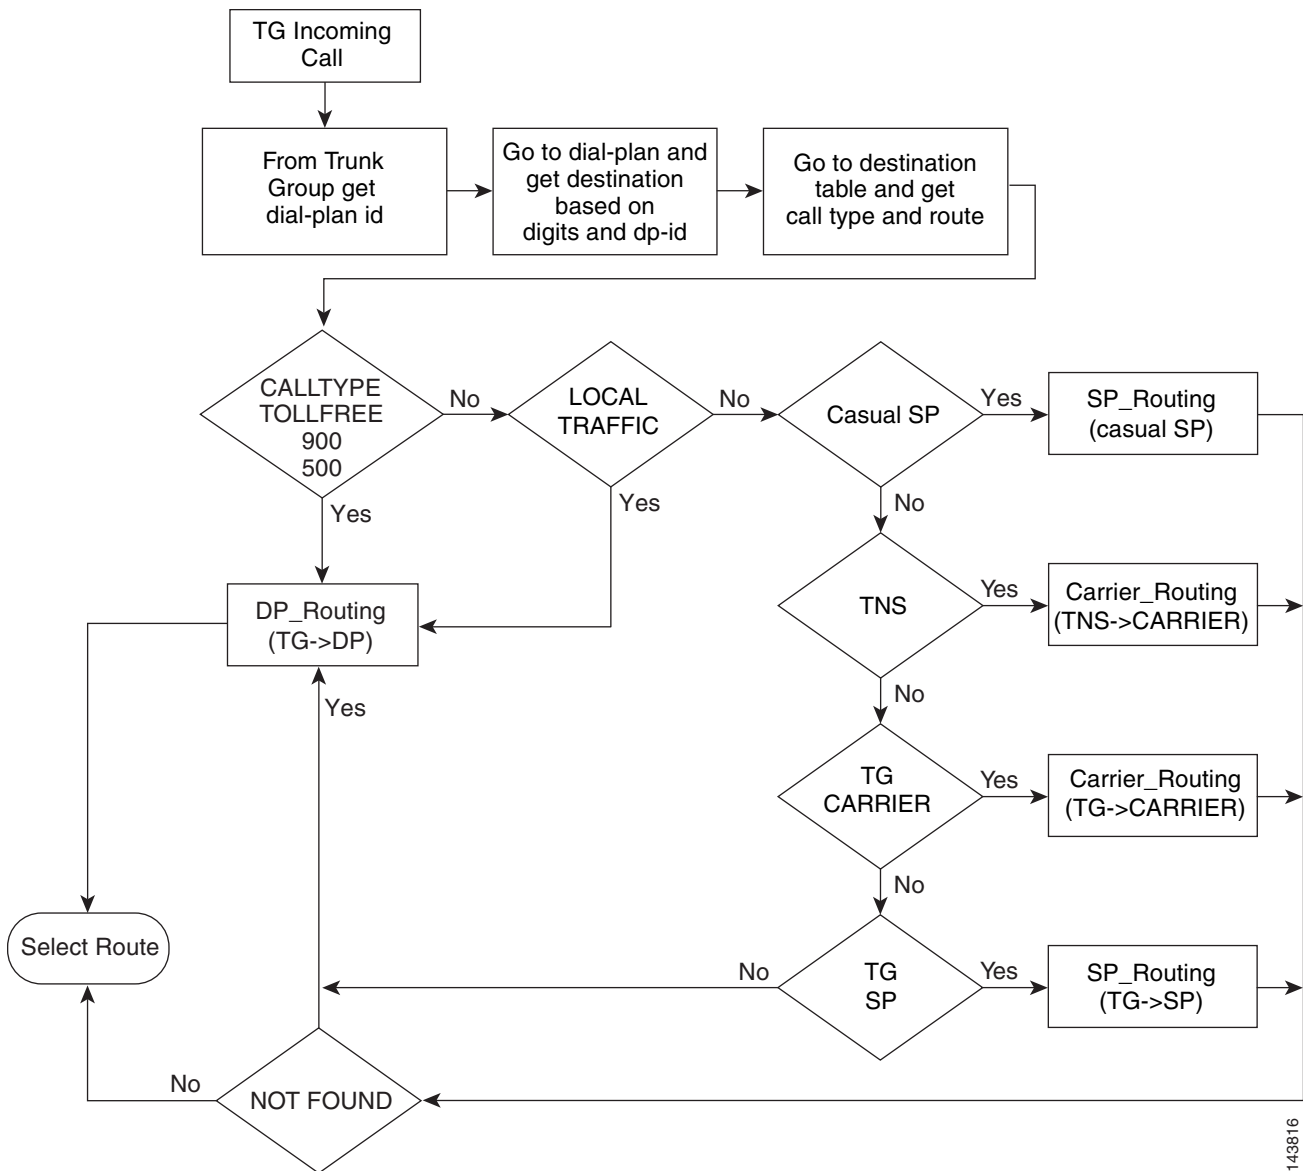 TG Incoming
Call
From Trunk
Group get
dial-plan id
Go to dial-plan and
get destination
based on
digits and dp-id
Go to destination
table and get
call type and route
CALLTYPE
TOLLFREE
900
500
No
LOCAL
TRAFFIC
No
Casual SP
Yes
SP_Routing
(casual SP)
Yes
Yes
No
DP_Routing
(TG->DP)
TNS
Yes
Carrier_Routing
(TNS->CARRIER)
Yes
No
TG
CARRIER
Yes
Carrier_Routing
(TG->CARRIER)
No
Select Route
No
TG
SP
Yes
SP_Routing
(TG->SP)
No
NOT FOUND
143816